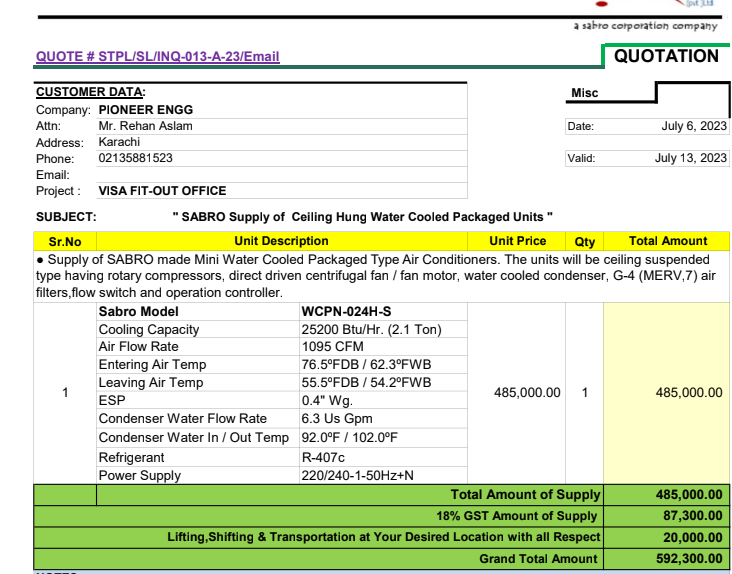 (pvt.)Ltd
a sabro corporation company
QUOTE # STPL/SL/INQ-013-A-23/Email
QUOTATION
CUSTOMER DATA:
Misc
Company: PIONEER ENGG
Attn: Mr. Rehan Aslam
Date: July 6, 2023
Address: Karachi
Phone: 02135881523
Valid: July 13, 2023
Email:
Project : VISA FIT-OUT OFFICE
SUBJECT: " SABRO Supply of Ceiling Hung Water Cooled Packaged Units "
Sr.No Unit Description Unit Price Qty Total Amount
● Supply of SABRO made Mini Water Cooled Packaged Type Air Conditioners. The units will be ceiling suspended
type having rotary compressors, direct driven centrifugal fan / fan motor, water cooled condenser, G-4 (MERV,7) air
filters,flow switch and operation controller.
Sabro Model WCPN-024H-S
Cooling Capacity 25200 Btu/Hr. (2.1 Ton)
Air Flow Rate 1095 CFM
Entering Air Temp 76.5ºFDB / 62.3ºFWB
Leaving Air Temp 55.5ºFDB / 54.2ºFWB
1 485,000.00 1 485,000.00
ESP 0.4" Wg.
Condenser Water Flow Rate 6.3 Us Gpm
Condenser Water In / Out Temp 92.0ºF / 102.0ºF
Refrigerant R-407c
Power Supply 220/240-1-50Hz+N
Total Amount of Supply 485,000.00
18% GST Amount of Supply 87,300.00
Lifting,Shifting & Transportation at Your Desired Location with all Respect 20,000.00
Grand Total Amount 592,300.00